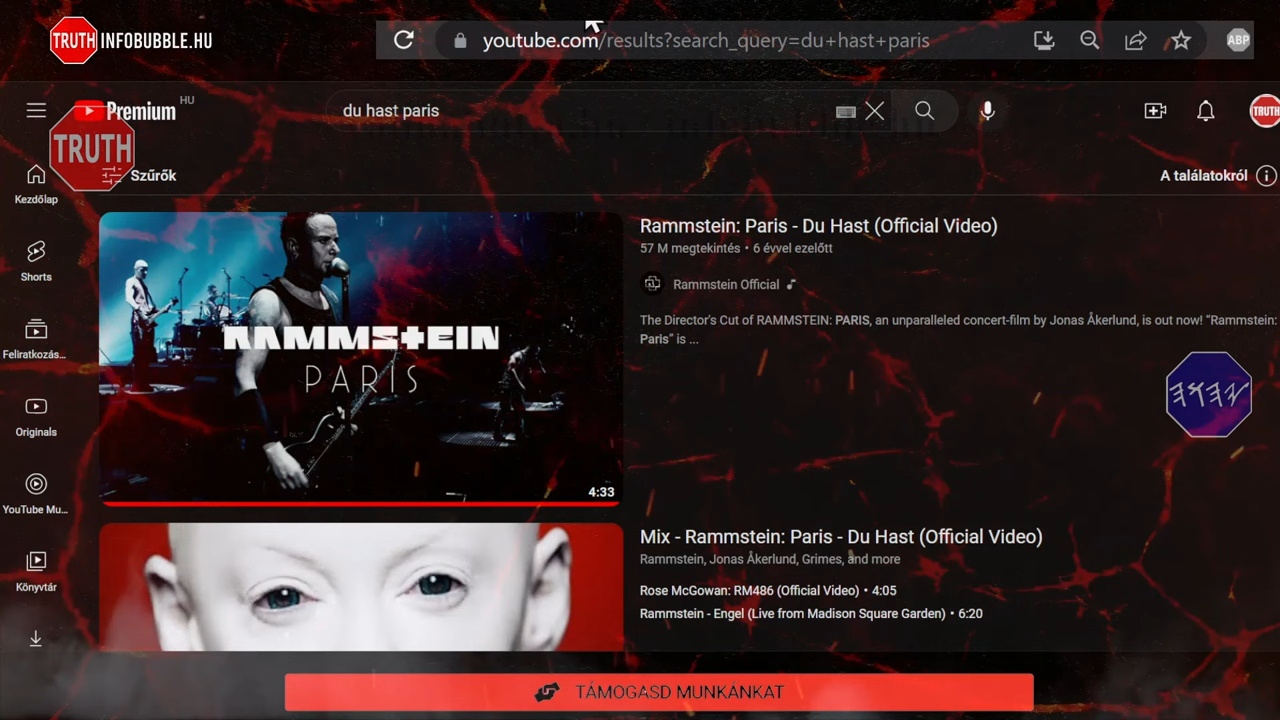 TRUTH INFOBUBBLE.HU
youtube.com/results?search_query=du+hast+paris
ABP
Premium HU
du hast paris
TRUTH
TRUTH
Szűrők
A találatokról
Kezdőlap
Shorts
Feliratkozás...
Originals
YouTube Mu...
Könyvtár
RAMMSTEIN
PARIS
4:33
Rammstein: Paris - Du Hast (Official Video)
57 M megtekintés • 6 évvel ezelőtt
Rammstein Official
The Director's Cut of RAMMSTEIN: PARIS, an unparalleled concert-film by Jonas Åkerlund, is out now! “Rammstein:
Paris” is ...
𐤉𐤄𐤅𐤄
Mix - Rammstein: Paris - Du Hast (Official Video)
Rammstein, Jonas Åkerlund, Grimes, and more
Rose McGowan: RM486 (Official Video) • 4:05
Rammstein - Engel (Live from Madison Square Garden) • 6:20
TÁMOGASD MUNKÁNKAT